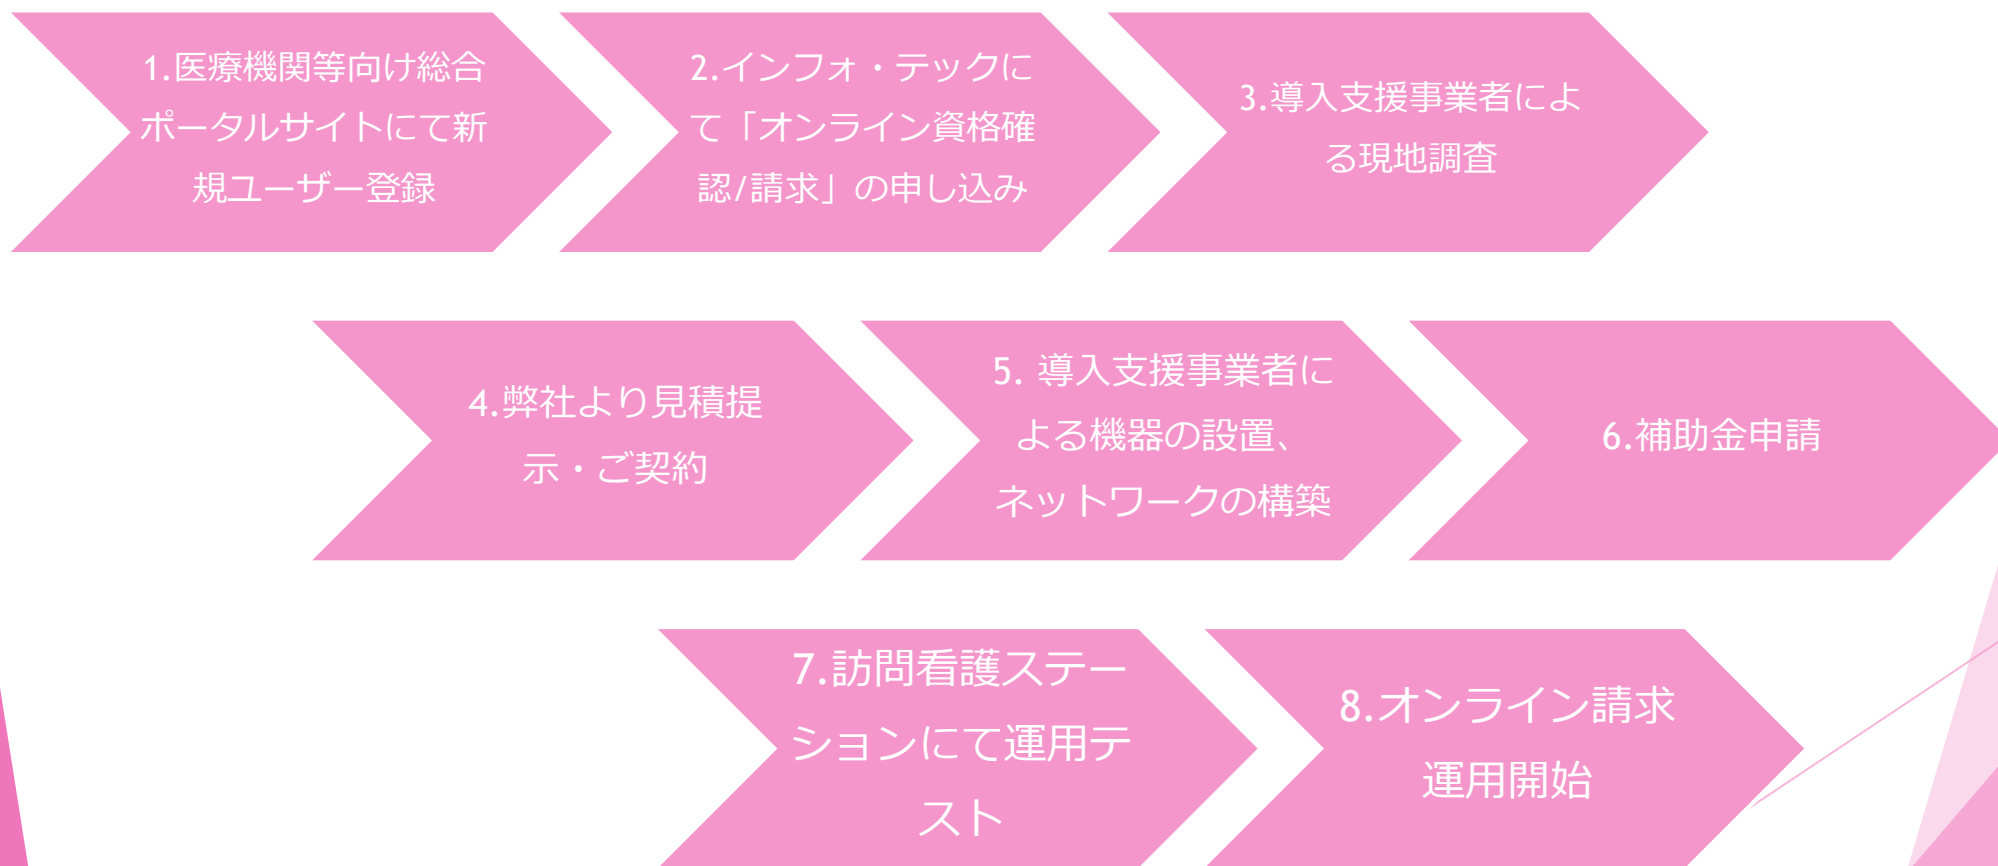 1.医療機関等向け総合
ポータルサイトにて新
規ユーザー登録
2.インフォ・テックに
て「オンライン資格確
認/請求」の申し込み
3.導入支援事業者によ
る現地調査
4.弊社より見積提
示・ご契約
5. 導入支援事業者に
よる機器の設置、
ネットワークの構築
6.補助金申請
7.訪問看護ステー
ションにて運用テ
スト
8.オンライン請求
運用開始